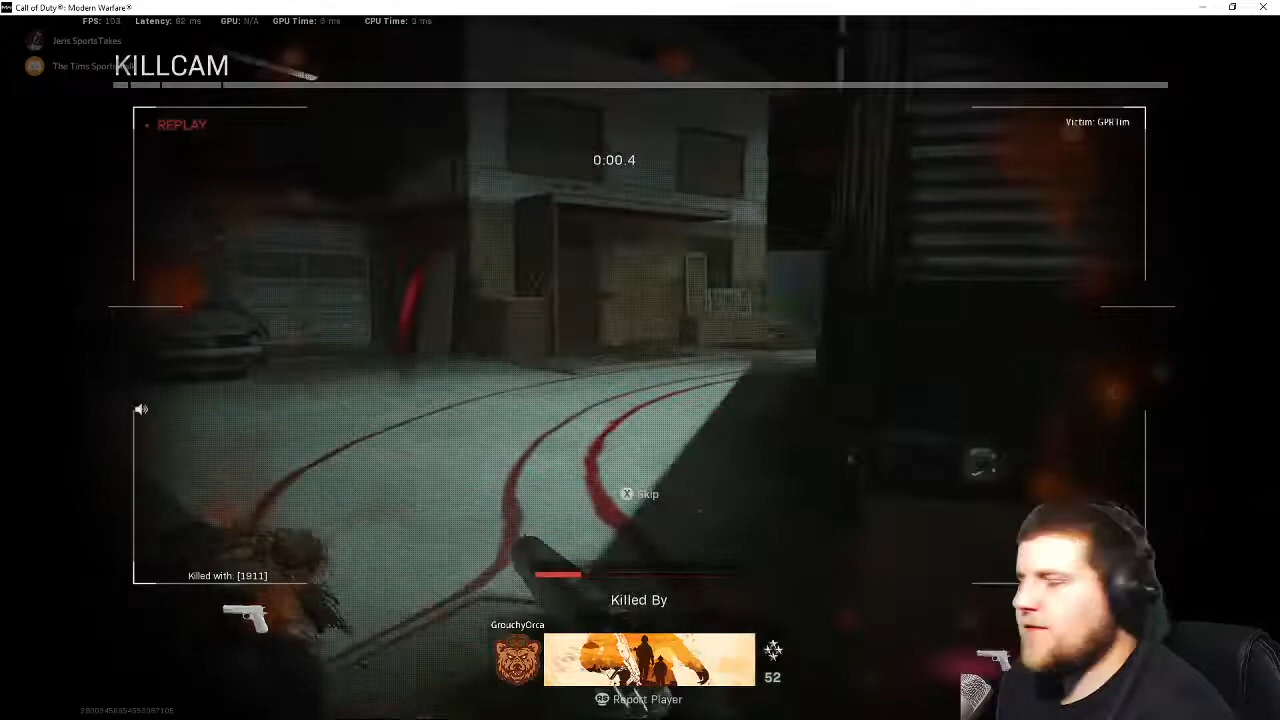 Call of Duty®: Modern Warfare®
FPS: 103 Latency: 82 ms GPU: N/A GPU Time: 6 ms CPU Time: 3 ms
Jeris SportsTakes
The Tims Sports
KILLCAM
REPLAY
Victim: GPRTim
0:00.4
X Skip
Killed with: [1911]
Killed By
GrouchyOrca
52
Report Player